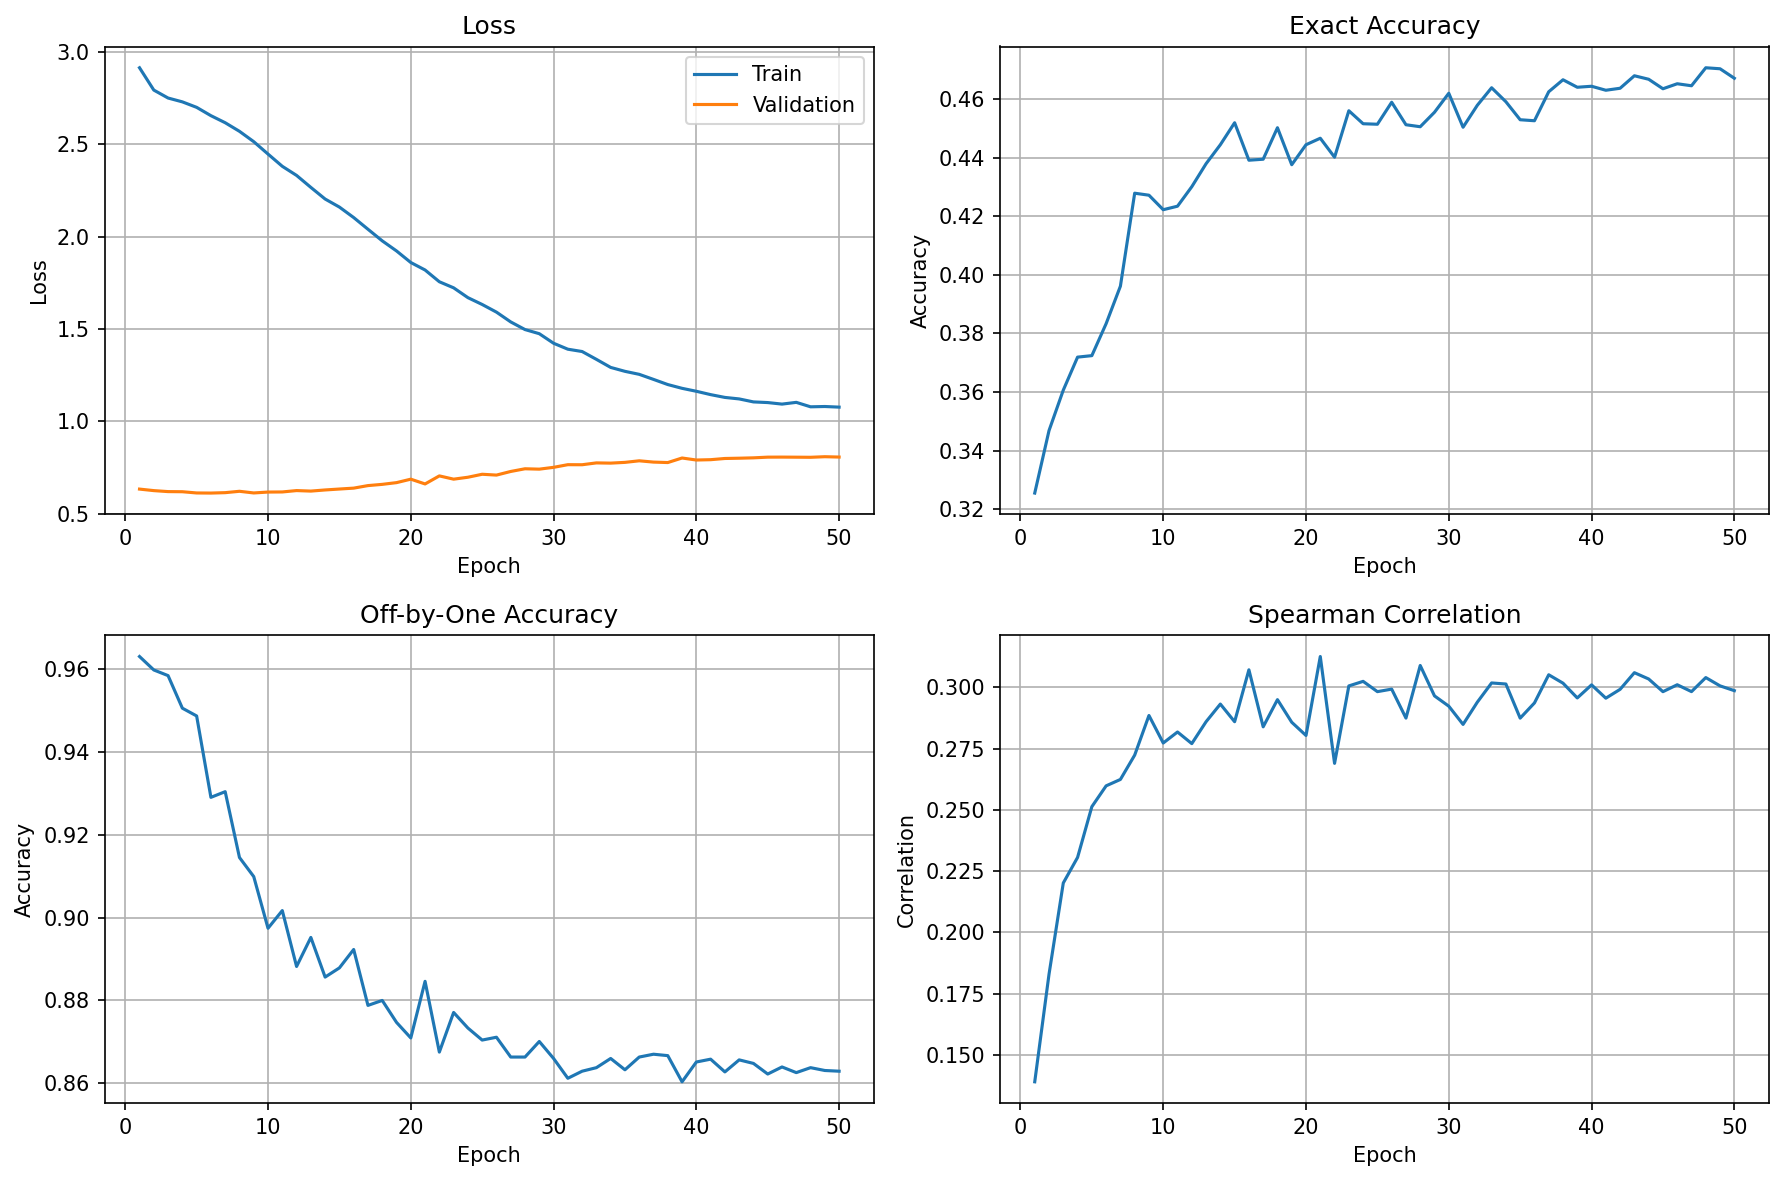 Loss
3.0
2.5
2.0
1.5
1.0
0.5
Loss
Train
Validation
0 10 20 30 40 50
Epoch
Exact Accuracy
0.46
0.44
0.42
0.40
0.38
0.36
0.34
0.32
Accuracy
0 10 20 30 40 50
Epoch
Off-by-One Accuracy
0.96
0.94
0.92
0.90
0.88
0.86
Accuracy
0 10 20 30 40 50
Epoch
Spearman Correlation
0.300
0.275
0.250
0.225
0.200
0.175
0.150
Correlation
0 10 20 30 40 50
Epoch